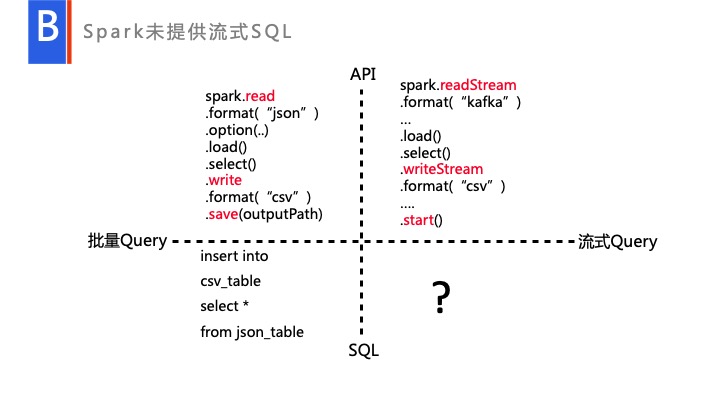 B
Spark未提供流式SQL
API
spark.read
.format(“json”)
.option(..)
.load()
.select()
.write
.format(“csv”)
.save(outputPath)
spark.readStream
.format(“kafka”)
...
.load()
.select()
.writeStream
.format(“csv”)
....
.start()
批量Query
流式Query
insert into
csv_table
select *
from json_table
?
SQL